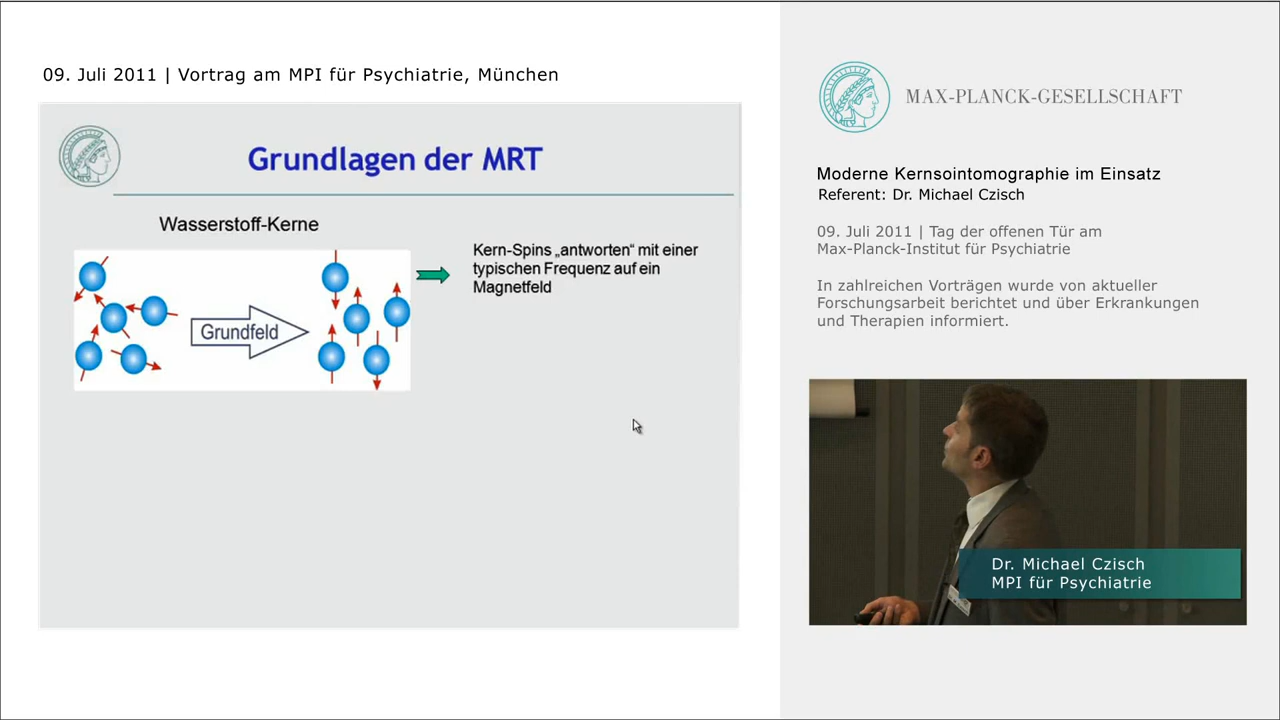 09. Juli 2011 | Vortrag am MPI für Psychiatrie, München
Grundlagen der MRT
Wasserstoff-Kerne
Kern-Spins „antworten“ mit einer
typischen Frequenz auf ein
Magnetfeld
Grundfeld
MAX-PLANCK-GESELLSCHAFT
Moderne Kernsointomographie im Einsatz
Referent: Dr. Michael Czisch
09. Juli 2011 | Tag der offenen Tür am
Max-Planck-Institut für Psychiatrie
In zahlreichen Vorträgen wurde von aktueller
Forschungsarbeit berichtet und über Erkrankungen
und Therapien informiert.
Dr. Michael Czisch
MPI für Psychiatrie